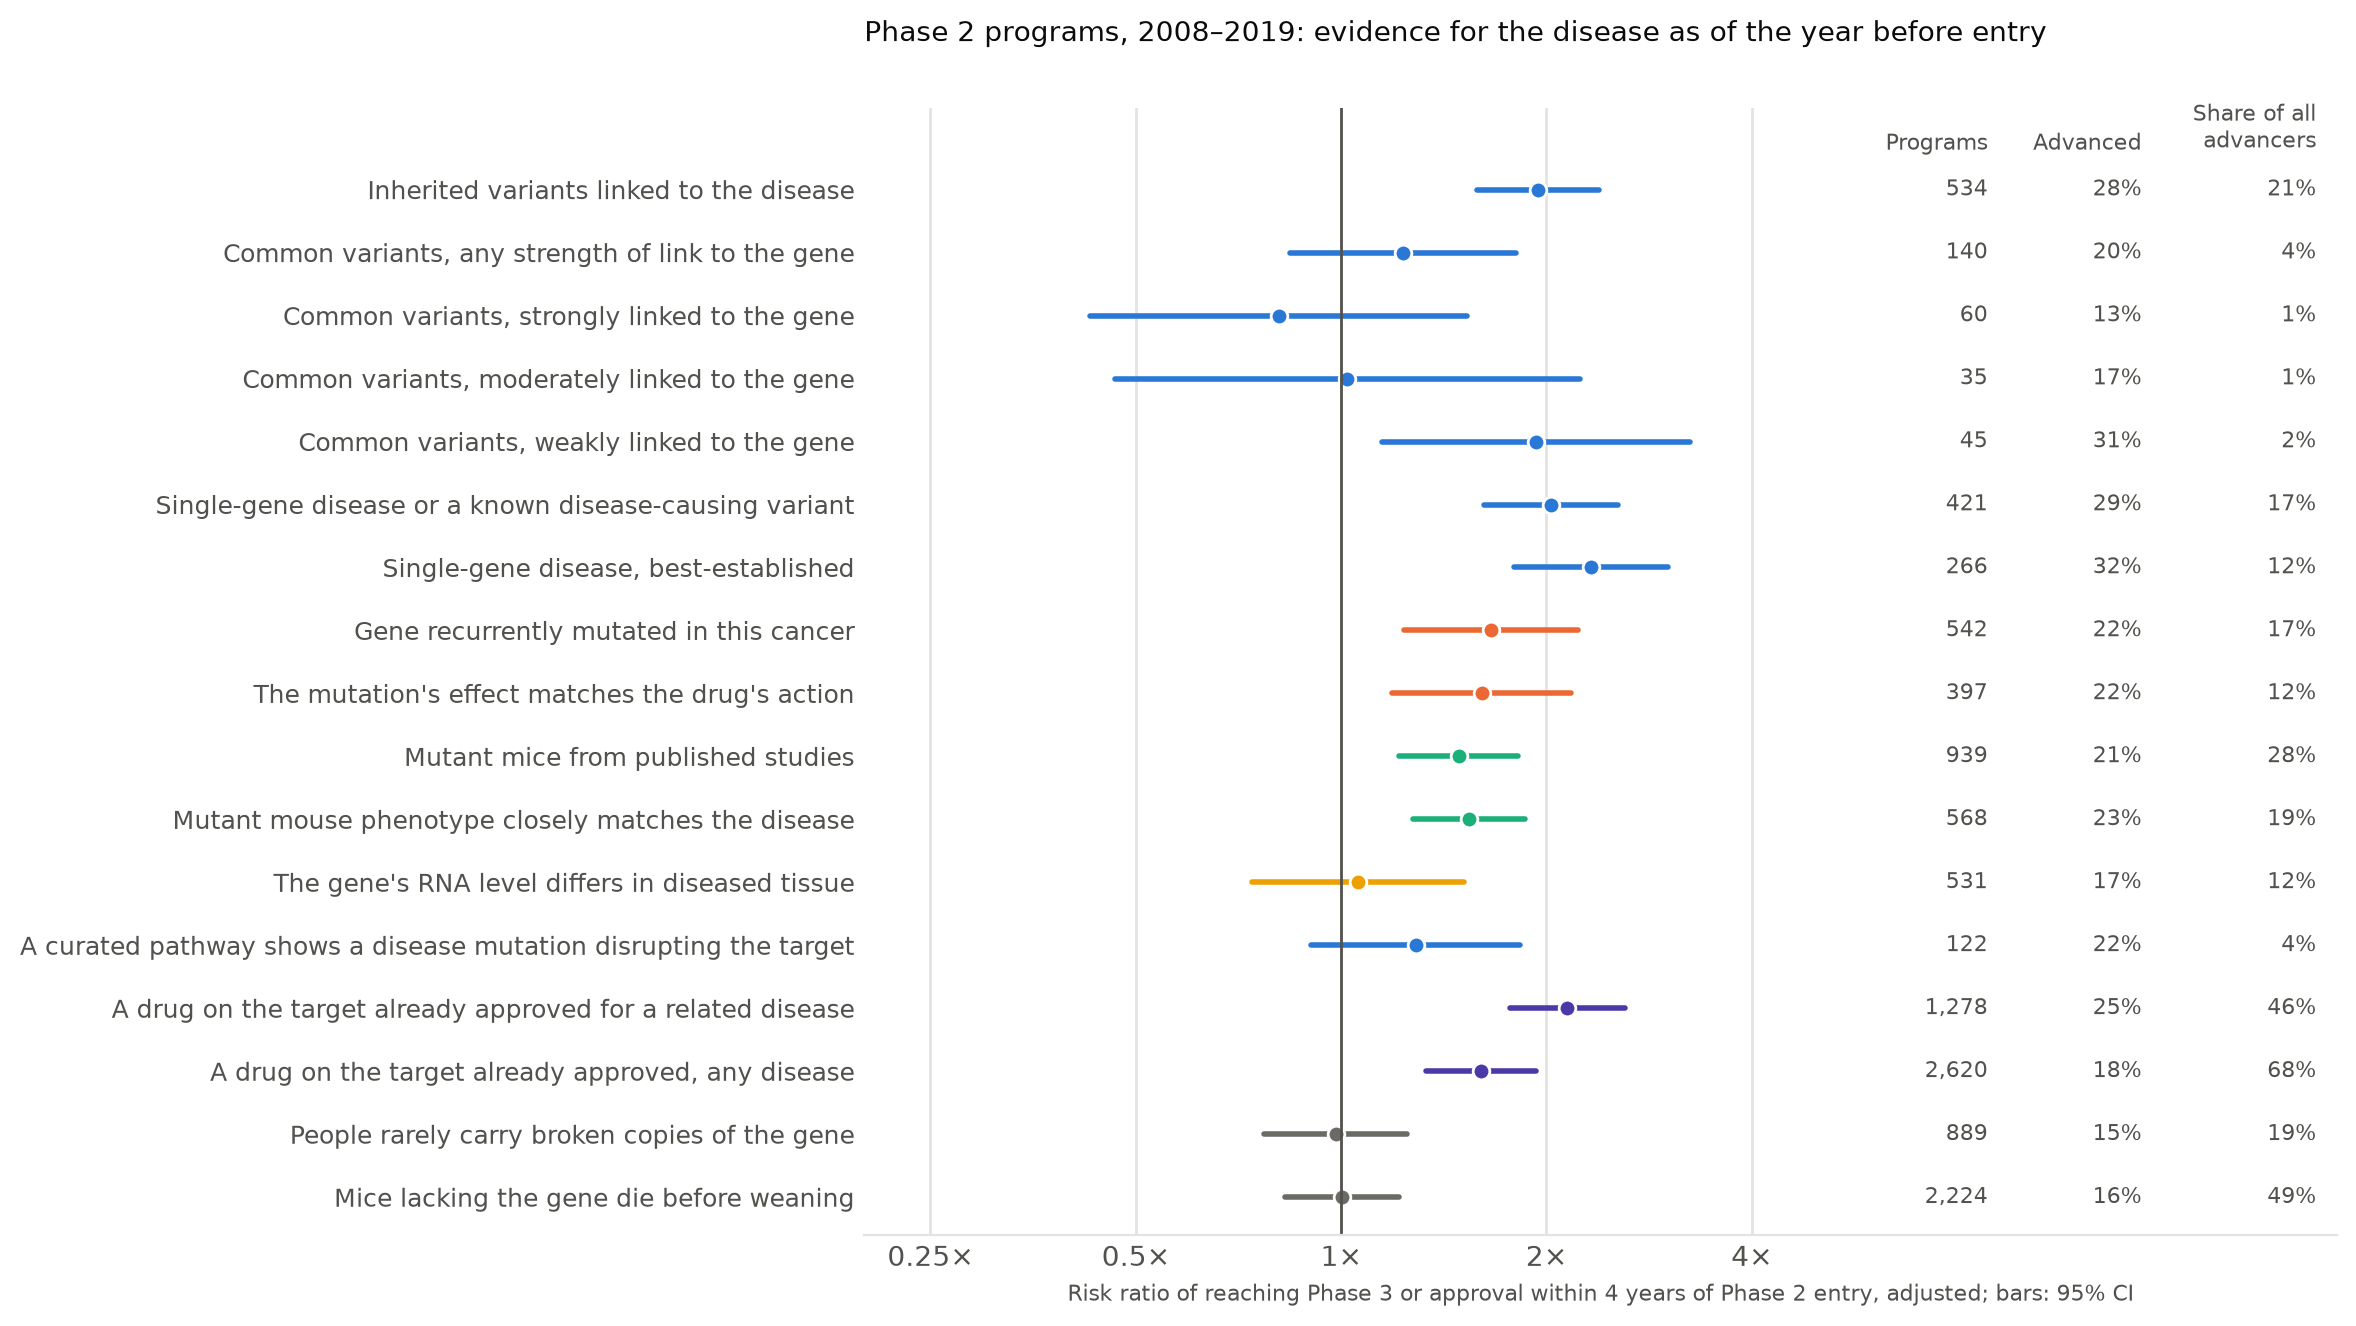 Phase 2 programs, 2008–2019: evidence for the disease as of the year before entry
Programs Advanced Share of all
advancers
Inherited variants linked to the disease 534 28% 21%
Common variants, any strength of link to the gene 140 20% 4%
Common variants, strongly linked to the gene 60 13% 1%
Common variants, moderately linked to the gene 35 17% 1%
Common variants, weakly linked to the gene 45 31% 2%
Single-gene disease or a known disease-causing variant 421 29% 17%
Single-gene disease, best-established 266 32% 12%
Gene recurrently mutated in this cancer 542 22% 17%
The mutation's effect matches the drug's action 397 22% 12%
Mutant mice from published studies 939 21% 28%
Mutant mouse phenotype closely matches the disease 568 23% 19%
The gene's RNA level differs in diseased tissue 531 17% 12%
A curated pathway shows a disease mutation disrupting the target 122 22% 4%
A drug on the target already approved for a related disease 1,278 25% 46%
A drug on the target already approved, any disease 2,620 18% 68%
People rarely carry broken copies of the gene 889 15% 19%
Mice lacking the gene die before weaning 2,224 16% 49%
0.25× 0.5× 1× 2× 4×
Risk ratio of reaching Phase 3 or approval within 4 years of Phase 2 entry, adjusted; bars: 95% CI